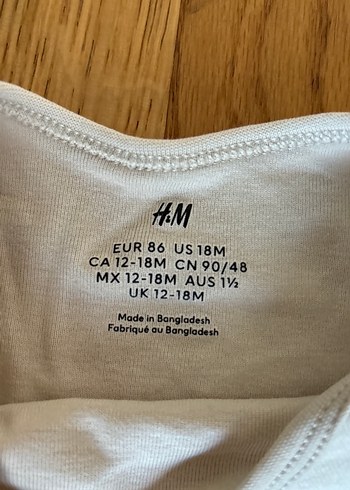 H&M
EUR 86 US 18M
CA 12-18M CN 90/48
MX 12-18M AUS 1½
UK 12-18M
Made in Bangladesh
Fabriqué au Bangladesh